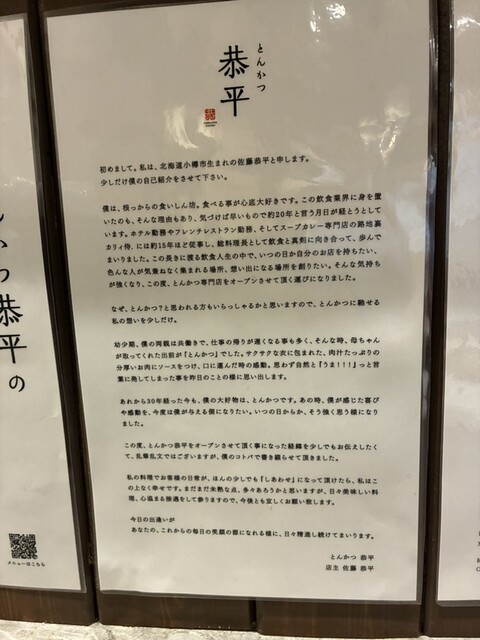 とんかつ
恭平
初めまして。私は、北海道小樽市生まれの佐藤恭平と申します。
少しだけ僕の自己紹介をさせて下さい。
僕は、根っからの食いしん坊。食べる事が心底大好きです。この飲食業界に身を置
いたのも、そんな理由もあり、気づけば早いもので約20年と言う月日が経とうとして
います。ホテル勤務やフレンチレストラン勤務、そしてスープカレー専門店の路地裏
カリィ侍.には約15年ほど従事し、総料理長として飲食と真剣に向き合って、歩んで
まいりました。この長きに渡る飲食人生の中で、いつの日か自分のお店を持ちたい、
色んな人が気兼ねなく集まれる場所、想い出になる場所を創りたい。そんな気持ち
が強くなり、この度、とんかつ専門店をオープンさせて頂く運びになりました。
なぜ、とんかつ?と思われる方もいらっしゃるかと思いますので、とんかつに馳せる
私の想いを少しだけ。
幼少期、僕の両親は共働きで、仕事の帰りが遅くなる事も多く、そんな時、母ちゃん
が取ってくれた出前が『とんかつ』でした。サクサクな衣に包まれた、肉汁たっぷりの
分厚いお肉にソースをつけ、口に運んだ時の感動。思わず自然と『うま!!!』っと言
葉に発してしまった事を昨日のことの様に思い出します。
あれから30年経った今も、僕の大好物は、とんかつです。あの時、僕が感じた喜び
や感動を、今度は僕が与える側になりたい。いつの日からか、そう強く思う様になり
ました。
この度、とんかつ恭平をオープンさせて頂く事になった経緯を少しでもお伝えしたく
て、乱筆乱文ではございますが、僕のコトバで書き綴らせて頂きました。
私の料理でお客様の日常が、ほんの少しでも『しあわせ』になって頂けたら、私はこ
の上なく幸せです。まだまだ未熟な点、多々あろうかと思いますが、日々美味しい料
理、心温まる接遇をして参りますので、今後とも宜しくお願い致します。
今日の出逢いが
あなたの、これからの毎日の笑顔の源になれる様に、日々精進し続けてまいります。
とんかつ 恭平
店主 佐藤 恭平
恭平の
メニューはこちら